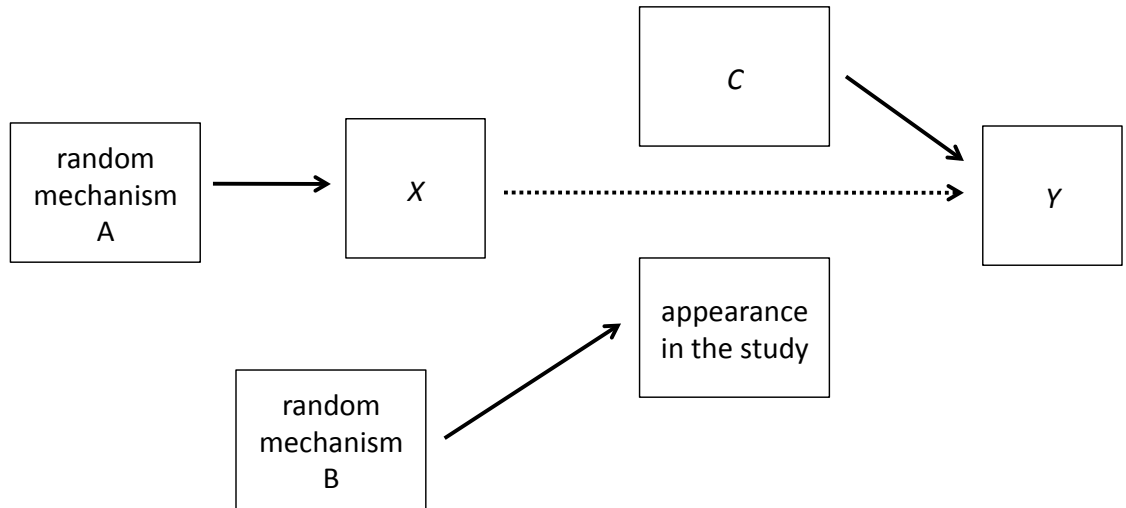 random
mechanism
A
X
C
Y
appearance
in the study
random
mechanism
B